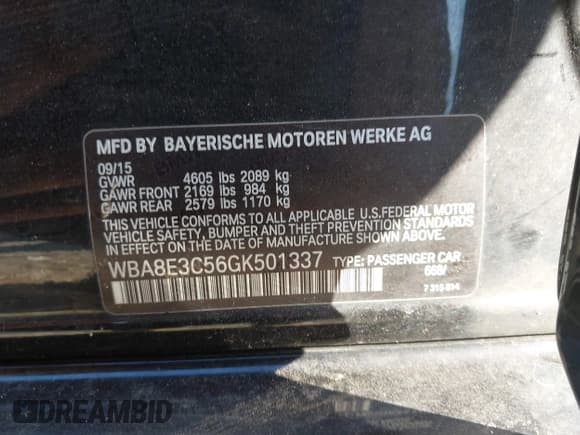 MFD BY BAYERISCHE MOTOREN WERKE AG
09/15
GVWR 4605 lbs 2089 kg
GAWR FRONT 2169 lbs 984 kg
GAWR REAR 2579 lbs 1170 kg
THIS VEHICLE CONFORMS TO ALL APPLICABLE U.S.FEDERAL MOTOR
VEHICLE SAFETY, BUMPER AND THEFT PREVENTION STANDARDS
IN EFFECT ON THE DATE OF MANUFACTURE SHOWN ABOVE.
WBA8E3C56GK501337 TYPE: PASSENGER CAR
668/
DREAMBID